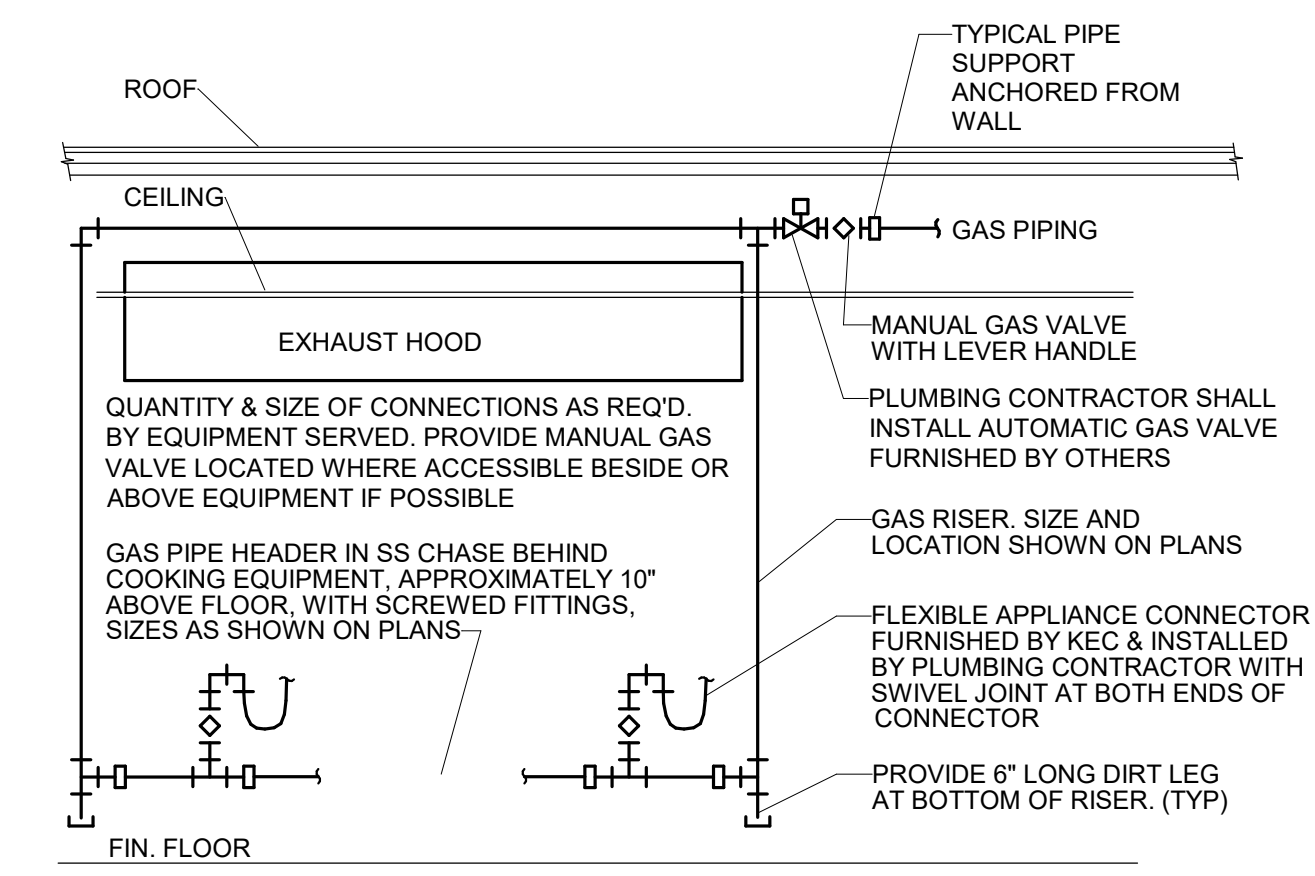 TYPICAL PIPE
SUPPORT
ANCHORED FROM
WALL
ROOF
CEILING
GAS PIPING
EXHAUST HOOD
MANUAL GAS VALVE
WITH LEVER HANDLE
QUANTITY & SIZE OF CONNECTIONS AS REQ'D.
BY EQUIPMENT SERVED. PROVIDE MANUAL GAS
VALVE LOCATED WHERE ACCESSIBLE BESIDE OR
ABOVE EQUIPMENT IF POSSIBLE
PLUMBING CONTRACTOR SHALL
INSTALL AUTOMATIC GAS VALVE
FURNISHED BY OTHERS
GAS RISER. SIZE AND
LOCATION SHOWN ON PLANS
GAS PIPE HEADER IN SS CHASE BEHIND
COOKING EQUIPMENT, APPROXIMATELY 10"
ABOVE FLOOR, WITH SCREWED FITTINGS,
SIZES AS SHOWN ON PLANS
FLEXIBLE APPLIANCE CONNECTOR
FURNISHED BY KEC & INSTALLED
BY PLUMBING CONTRACTOR WITH
SWIVEL JOINT AT BOTH ENDS OF
CONNECTOR
PROVIDE 6" LONG DIRT LEG
AT BOTTOM OF RISER. (TYP)
FIN. FLOOR